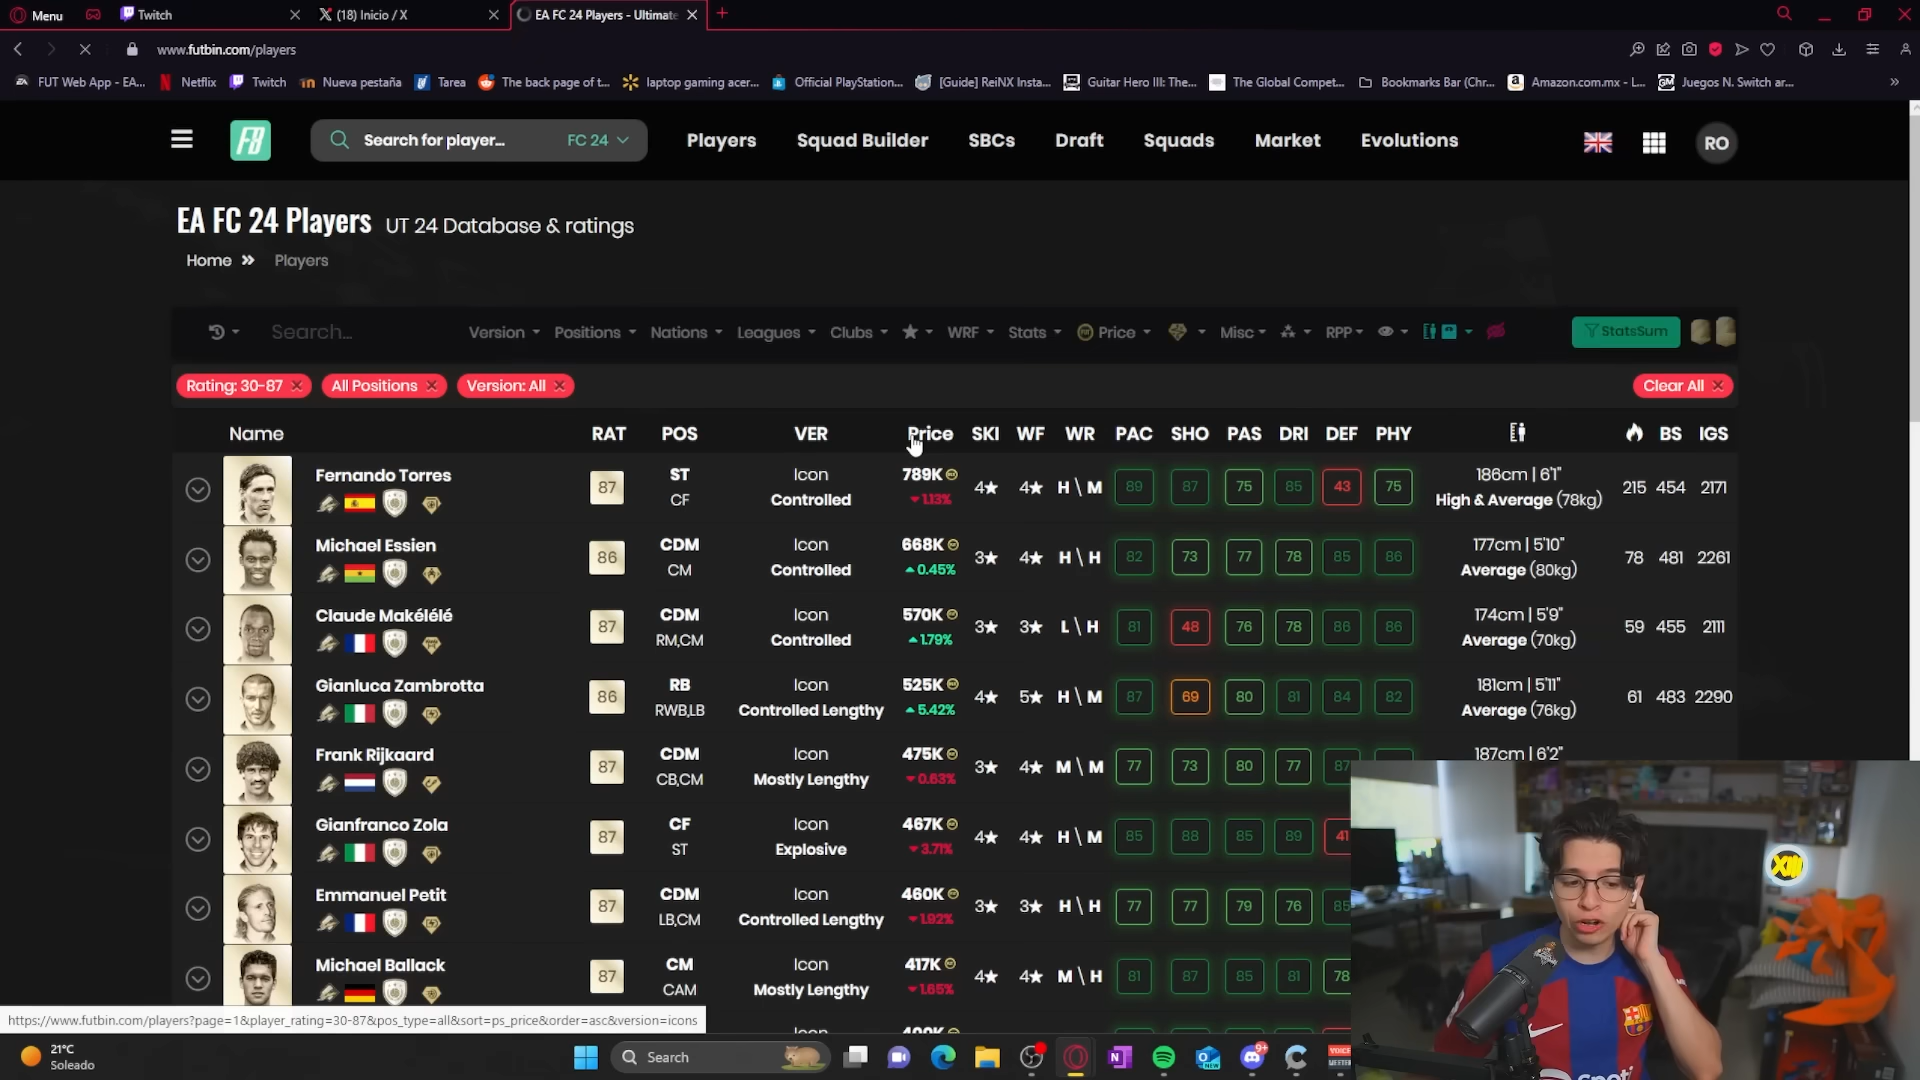 Menu
Twitch
(18) Inicio / X
EA FC 24 Players - Ultimate
www.futbin.com/players
FUT Web App - EA...
Netflix
Twitch
Nueva pestaña
Tarea
The back page of t...
laptop gaming acer...
Official PlayStation...
[Guide] ReiNX Insta...
Guitar Hero III: The...
The Global Compet...
Bookmarks Bar (Chr...
Amazon.com.mx - L...
Juegos N. Switch ar...
Search for player... FC 24
Players Squad Builder SBCs Draft Squads Market Evolutions
RO
EA FC 24 Players UT 24 Database & ratings
Home » Players
Search... Version Positions Nations Leagues Clubs WRF Stats Price Misc RPP StatsSum
Rating: 30-87 × All Positions × Version: All × Clear All ×
Name RAT POS VER Price SKI WF WR PAC SHO PAS DRI DEF PHY BS IGS
Fernando Torres 87 ST CF Icon Controlled 789K 1.13% 4★ 4★ H \ M 89 87 75 85 43 75 186cm | 6'1" High & Average (78kg) 215 454 2171
Michael Essien 86 CDM CM Icon Controlled 668K 0.45% 3★ 4★ H \ H 82 73 77 78 85 86 177cm | 5'10" Average (80kg) 78 481 2261
Claude Makélélé 87 CDM RM,CM Icon Controlled 570K 1.79% 3★ 3★ L \ H 81 48 76 78 86 86 174cm | 5'9" Average (70kg) 59 455 2111
Gianluca Zambrotta 86 RB RWB,LB Icon Controlled Lengthy 525K 5.42% 4★ 5★ H \ M 87 69 80 81 84 82 181cm | 5'11" Average (76kg) 61 483 2290
Frank Rijkaard 87 CDM CB,CM Icon Mostly Lengthy 475K 0.63% 3★ 4★ M \ M 77 73 80 77 87 187cm | 6'2"
Gianfranco Zola 87 CF ST Icon Explosive 467K 3.71% 4★ 4★ H \ M 85 88 85 89 41
Emmanuel Petit 87 CDM LB,CM Icon Controlled Lengthy 460K 1.92% 3★ 3★ H \ H 77 77 79 76 85
Michael Ballack 87 CM CAM Icon Mostly Lengthy 417K 1.65% 4★ 4★ M \ H 81 87 85 81 78
https://www.futbin.com/players?page=1&player_rating=30-87&pos_type=all&sort=ps_price&order=asc&version=icons
XW
21°C
Soleado
Search
9+